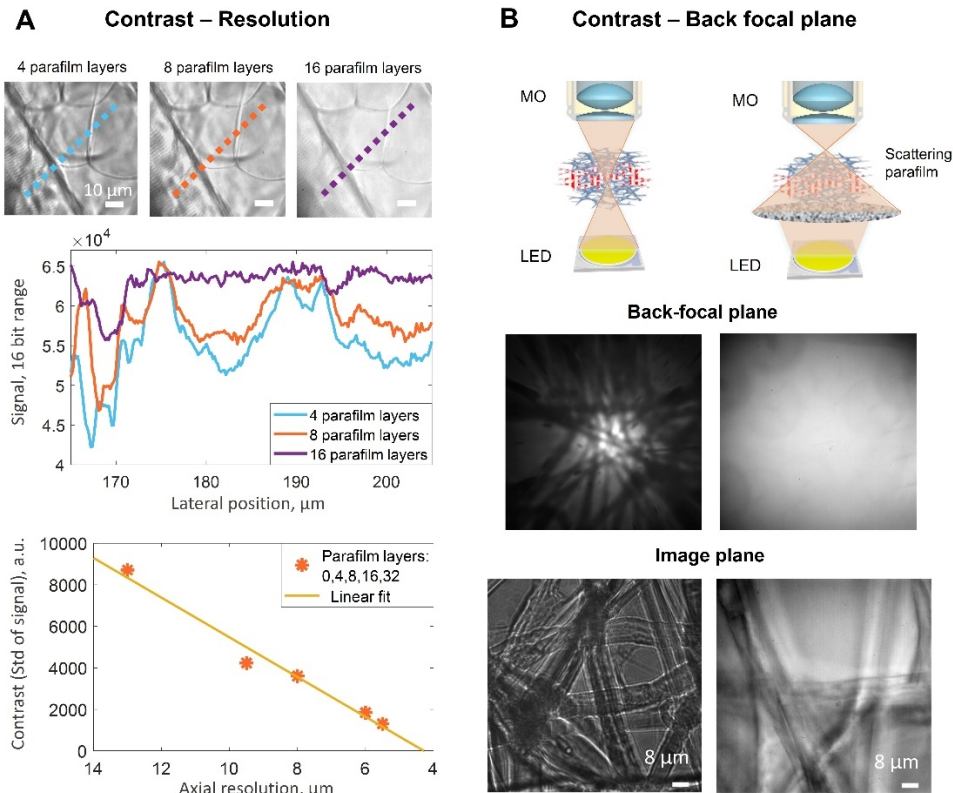 A
Contrast – Resolution
4 parafilm layers
8 parafilm layers
16 parafilm layers
10 µm
×10⁴
6.5
6
5.5
5
4.5
4
Signal, 16 bit range
170
180
190
200
Lateral position, µm
4 parafilm layers
8 parafilm layers
16 parafilm layers
10000
8000
6000
4000
2000
0
Contrast (Std of signal), a.u.
14
12
10
8
6
4
Axial resolution, µm
Parafilm layers:
0,4,8,16,32
Linear fit
B
Contrast – Back focal plane
MO
LED
MO
Scattering
parafilm
LED
Back-focal plane
Image plane
8 µm
8 µm